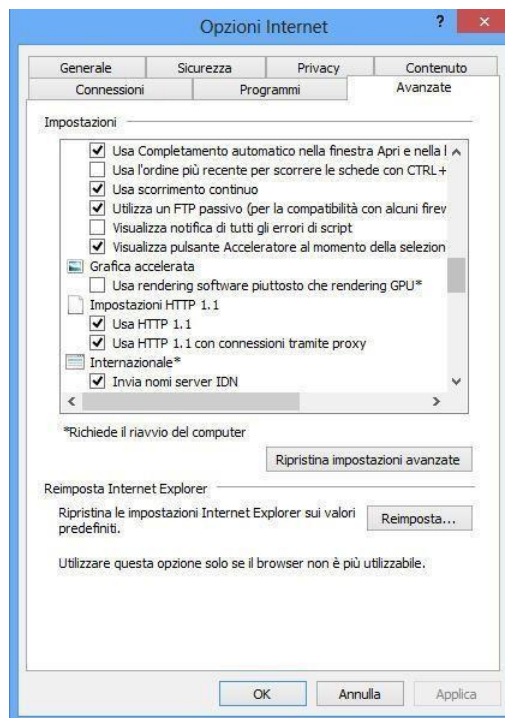 Opzioni Internet
?
Generale
Sicurezza
Privacy
Contenuto
Connessioni
Programmi
Avanzate
Impostazioni
Usa Completamento automatico nella finestra Apri e nella
Usa l'ordine più recente per scorrere le schede con CTRL+
Usa scorrimento continuo
Utilizza un FTP passivo (per la compatibilità con alcuni firew
Visualizza notifica di tutti gli errori di script
Visualizza pulsante Acceleratore al momento della selezion
Grafica accelerata
Usa rendering software piuttosto che rendering GPU*
Impostazioni HTTP 1.1
Usa HTTP 1.1
Usa HTTP 1.1 con connessioni tramite proxy
Internazionale*
Invia nomi server IDN
*Richiede il riavvio del computer
Ripristina impostazioni avanzate
Reimposta Internet Explorer
Ripristina le impostazioni Internet Explorer sui valori
predefiniti.
Reimposta...
Utilizzare questa opzione solo se il browser non è più utilizzabile.
OK
Annulla
Applica